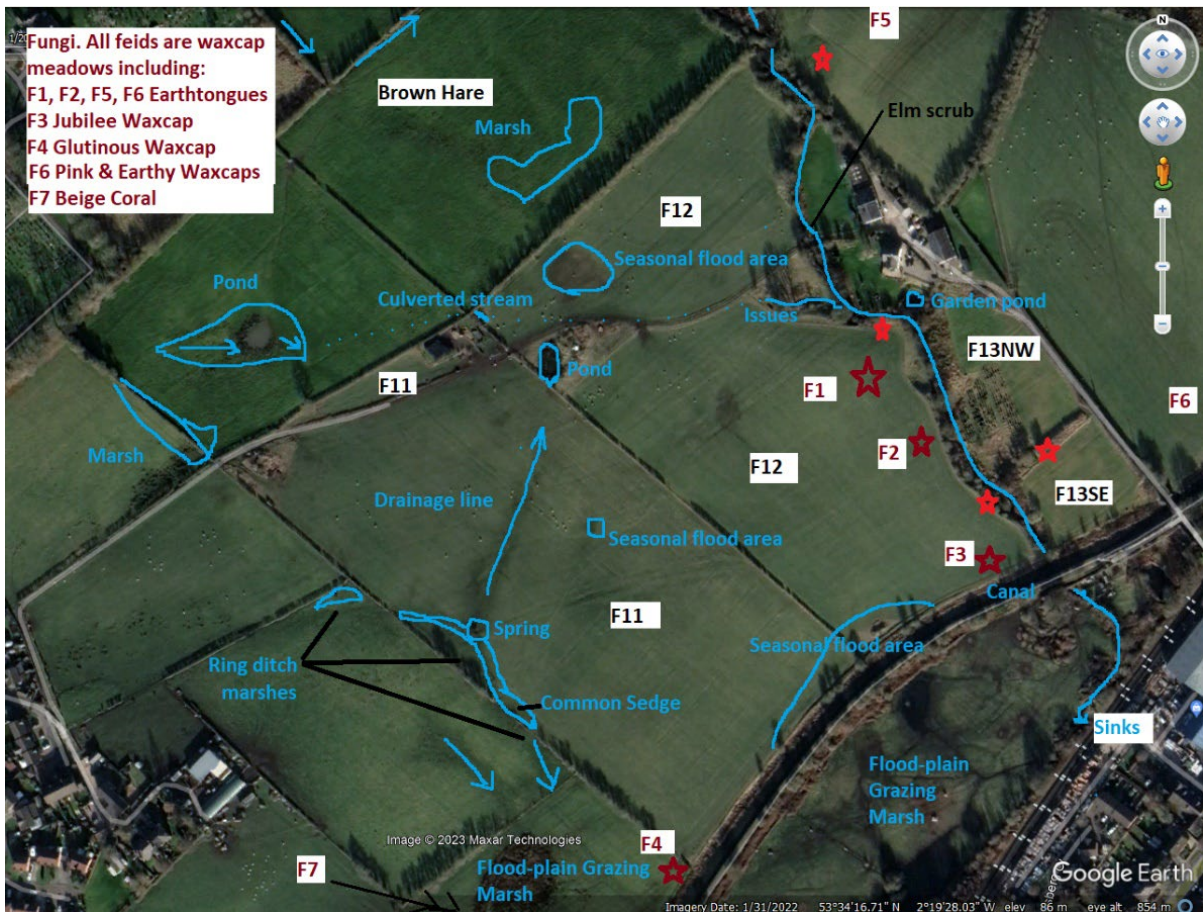 Fungi. All feids are waxcap
meadows including:
F1, F2, F5, F6 Earthtongues
F3 Jubilee Waxcap
F4 Glutinous Waxcap
F6 Pink & Earthy Waxcaps
F7 Beige Coral
F5
N
Brown Hare
Marsh
Elm scrub
F12
Seasonal flood area
Pond
Culverted stream
Issues
Garden pond
F13NW
Pond
F11
F1
F6
F2
Marsh
F12
F13SE
Drainage line
Seasonal flood area
F3
Canal
F11
Spring
Seasonal flood area
Ring ditch
marshes
Common Sedge
Sinks
Flood-plain
Grazing
Marsh
Image © 2023 Maxar Technologies
F4
F7
Flood-plain Grazing
Marsh
Google Earth
Imagery Date: 1/31/2022 53°34'16.71" N 2°19'28.03" W elev 86 m eye alt 854 m